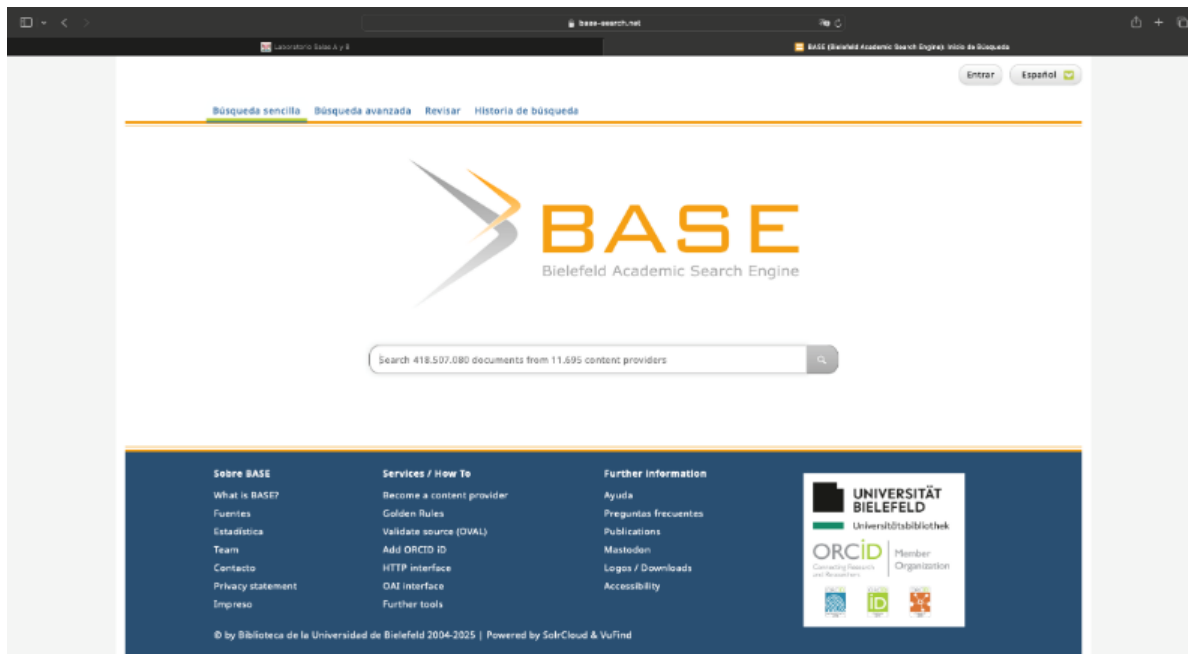 base-search.net
Laboratorio Salas A y B
BASE (Bielefeld Academic Search Engine): Inicio de Búsqueda
Entrar
Español
Búsqueda sencilla Búsqueda avanzada Revisar Historia de búsqueda
BASE
Bielefeld Academic Search Engine
Search 418.507.080 documents from 11.695 content providers
Sobre BASE
What is BASE?
Fuentes
Estadística
Team
Contacto
Privacy statement
Impreso
Services / How To
Become a content provider
Golden Rules
Validate source (OVAL)
Add ORCID iD
HTTP interface
OAI interface
Further tools
Further information
Ayuda
Preguntas frecuentes
Publications
Mastodon
Logos / Downloads
Accessibility
UNIVERSITÄT
BIELEFELD
Universitätsbibliothek
ORCID
Connecting Research
and Researchers
Member
Organization
iD
© by Biblioteca de la Universidad de Bielefeld 2004-2025 | Powered by SolrCloud & VuFind